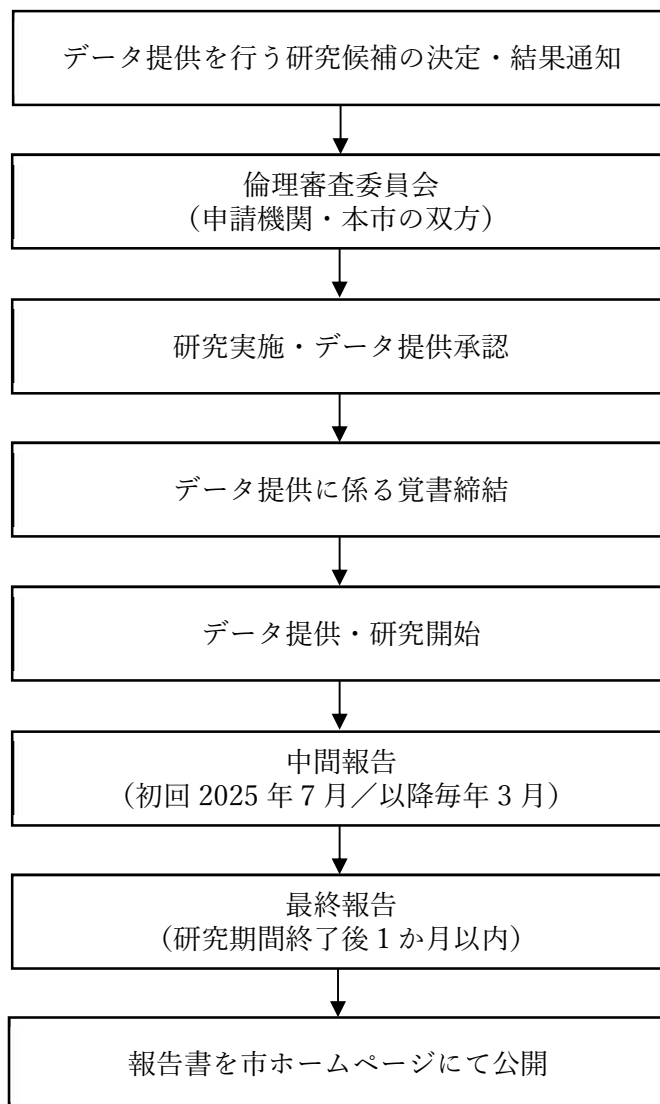 データ提供を行う研究候補の決定・結果通知
倫理審査委員会
（申請機関・本市の双方）
研究実施・データ提供承認
データ提供に係る覚書締結
データ提供・研究開始
中間報告
（初回 2025 年 7 月／以降毎年 3 月）
最終報告
（研究期間終了後 1 か月以内）
報告書を市ホームページにて公開